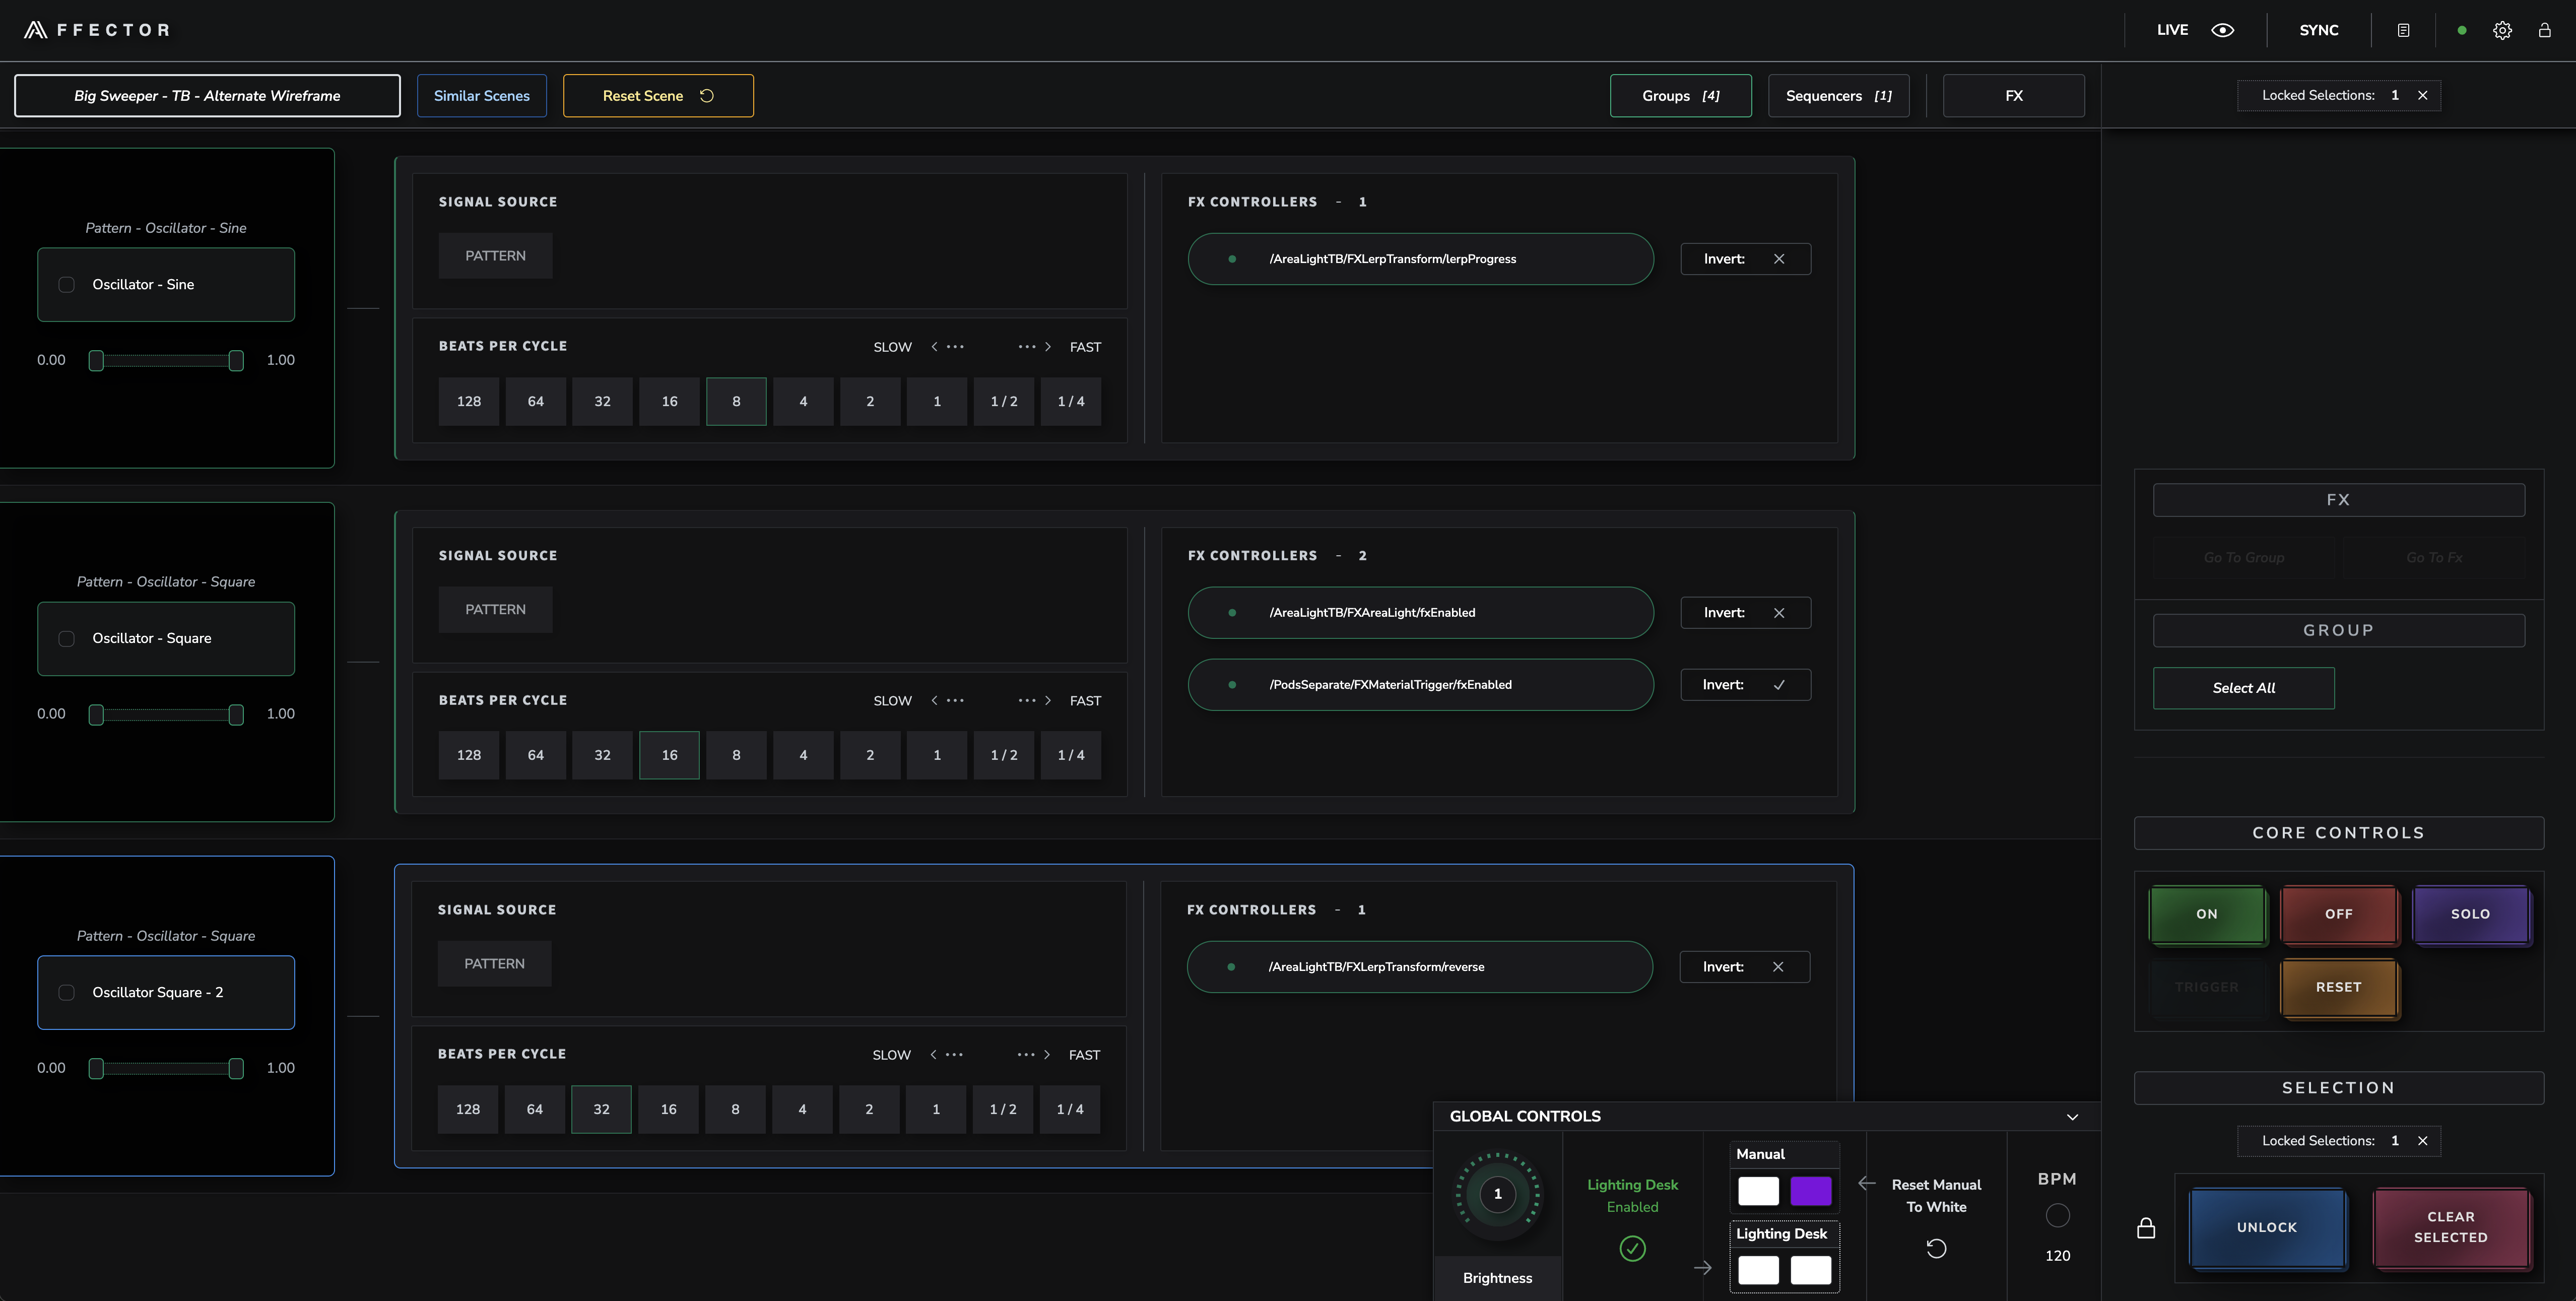 FFECTOR
LIVE
SYNC
Big Sweeper - TB - Alternate Wireframe
Similar Scenes
Reset Scene
Groups [4]
Sequencers [1]
FX
Locked Selections: 1
Pattern - Oscillator - Sine
Oscillator - Sine
0.00
1.00
SIGNAL SOURCE
PATTERN
BEATS PER CYCLE
SLOW
FAST
128
64
32
16
8
4
2
1
1 / 2
1 / 4
FX CONTROLLERS - 1
/AreaLightTB/FXLerpTransform/lerpProgress
Invert:
Pattern - Oscillator - Square
Oscillator - Square
0.00
1.00
SIGNAL SOURCE
PATTERN
BEATS PER CYCLE
SLOW
FAST
128
64
32
16
8
4
2
1
1 / 2
1 / 4
FX CONTROLLERS - 2
/AreaLightTB/FXAreaLight/fxEnabled
Invert:
/PodsSeparate/FXMaterialTrigger/fxEnabled
Invert:
Pattern - Oscillator - Square
Oscillator Square - 2
0.00
1.00
SIGNAL SOURCE
PATTERN
BEATS PER CYCLE
SLOW
FAST
128
64
32
16
8
4
2
1
1 / 2
1 / 4
FX CONTROLLERS - 1
/AreaLightTB/FXLerpTransform/reverse
Invert:
GLOBAL CONTROLS
1
Brightness
Lighting Desk
Enabled
Manual
Lighting Desk
Reset Manual
To White
BPM
120
FX
Go To Group
Go To Fx
GROUP
Select All
CORE CONTROLS
ON
OFF
SOLO
TRIGGER
RESET
SELECTION
Locked Selections: 1
UNLOCK
CLEAR
SELECTED